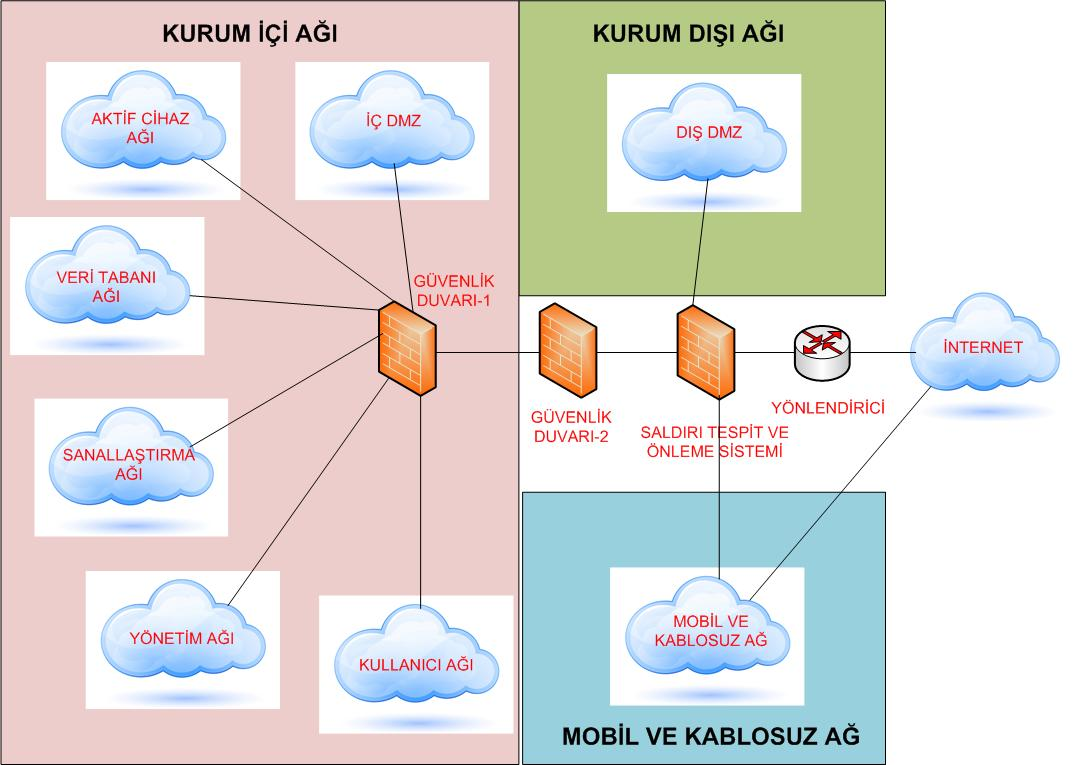 KURUM İÇİ AĞI
KURUM DIŞI AĞI
AKTİF CİHAZ
AĞI
İÇ DMZ
DIŞ DMZ
VERİ TABANI
AĞI
GÜVENLİK
DUVARI-1
İNTERNET
YÖNLENDİRİCİ
GÜVENLİK
DUVARI-2
SALDIRI TESPİT VE
ÖNLEME SİSTEMİ
SANALLAŞTIRMA
AĞI
YÖNETİM AĞI
KULLANICI AĞI
MOBİL VE
KABLOSUZ AĞ
MOBİL VE KABLOSUZ AĞ